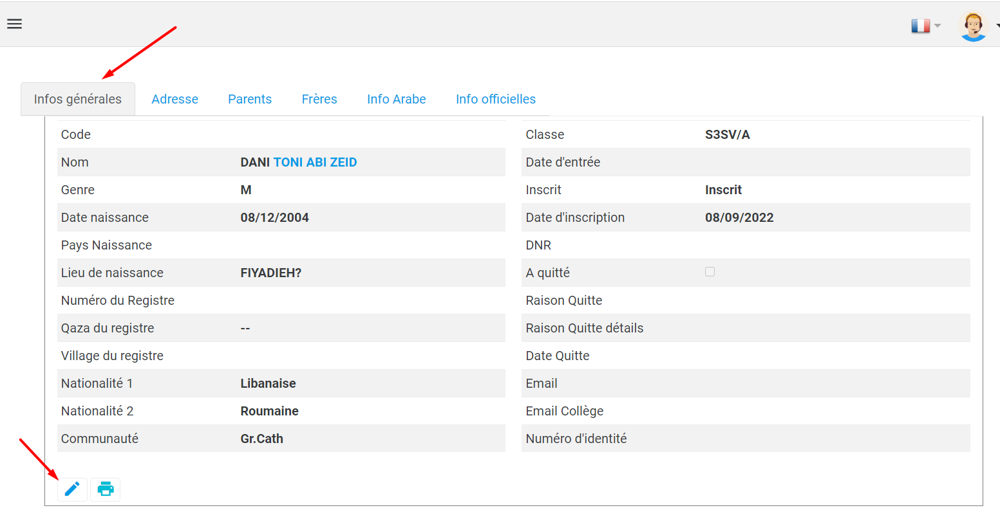 Infos générales Adresse Parents Frères Info Arabe Info officielles
Code
Nom DANI TONI ABI ZEID
Genre M
Date naissance 08/12/2004
Pays Naissance
Lieu de naissance FIYADIEH?
Numéro du Registre
Qaza du registre --
Village du registre
Nationalité 1 Libanaise
Nationalité 2 Roumaine
Communauté Gr.Cath
Classe S3SV/A
Date d'entrée
Inscrit Inscrit
Date d'inscription 08/09/2022
DNR
A quitté
Raison Quitte
Raison Quitte détails
Date Quitte
Email
Email Collège
Numéro d'identité